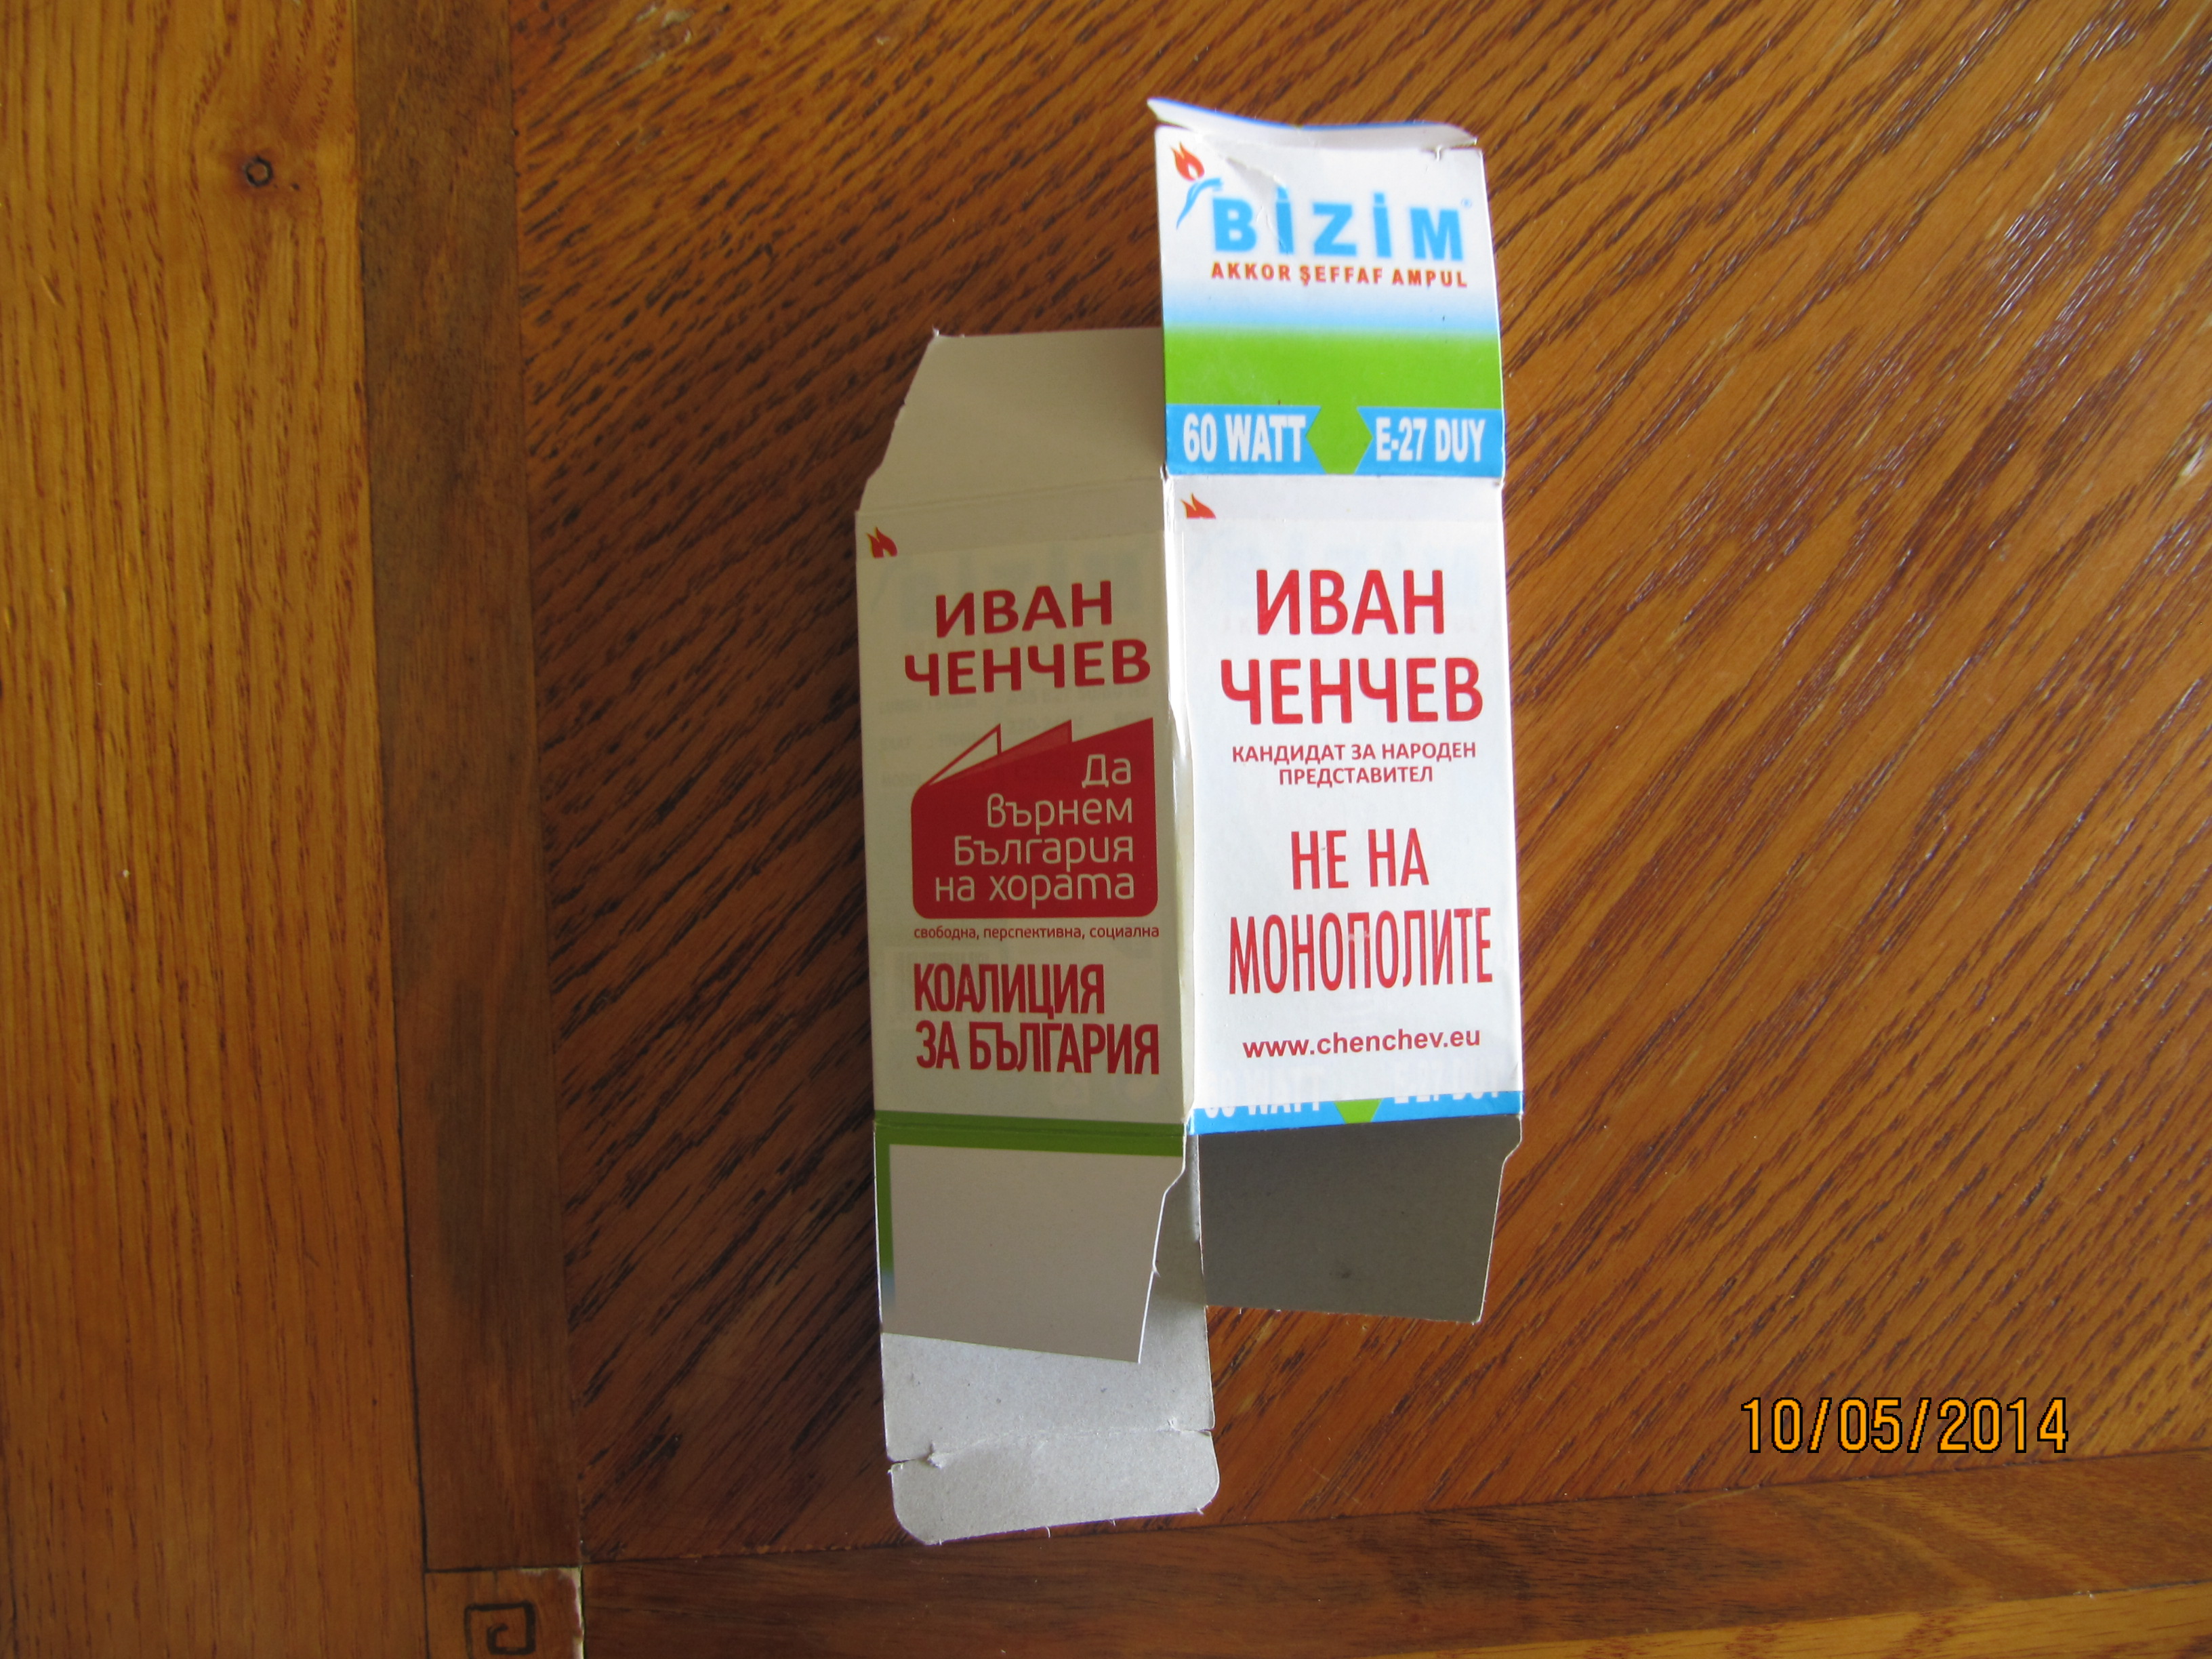 BİZİM®
AKKOR ŞEFFAF AMPUL
60 WATT E-27 DUY
ИВАН
ЧЕНЧЕВ
Да
върнем
България
на хората
свободна, перспективна, социална
КОАЛИЦИЯ
ЗА БЪЛГАРИЯ
ИВАН
ЧЕНЧЕВ
КАНДИДАТ ЗА НАРОДЕН
ПРЕДСТАВИТЕЛ
НЕ НА
МОНОПОЛИТЕ
www.chenchev.eu
10/05/2014